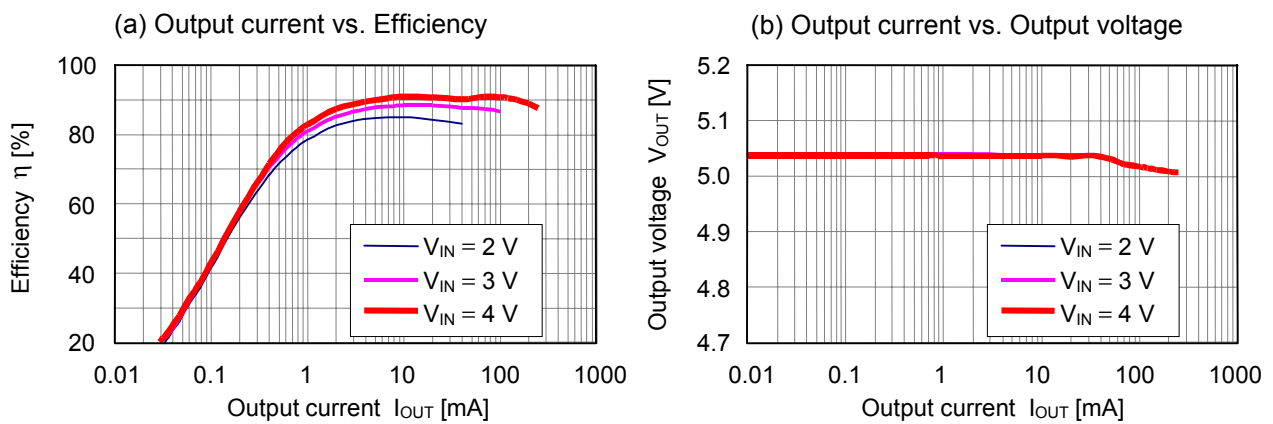 (a) Output current vs. Efficiency
100
80
60
40
20
Efficiency η [%]
0.01 0.1 1 10 100 1000
Output current IOUT [mA]
VIN = 2 V
VIN = 3 V
VIN = 4 V
(b) Output current vs. Output voltage
5.2
5.1
5.0
4.9
4.8
4.7
Output voltage VOUT [V]
0.01 0.1 1 10 100 1000
Output current IOUT [mA]
VIN = 2 V
VIN = 3 V
VIN = 4 V